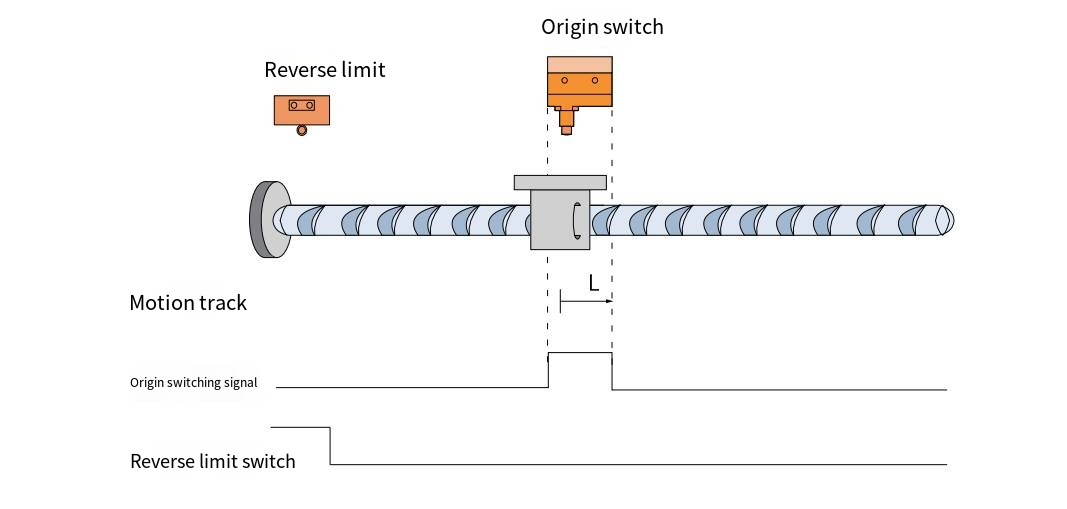 Origin switch
Reverse limit
L
Motion track
Origin switching signal
Reverse limit switch